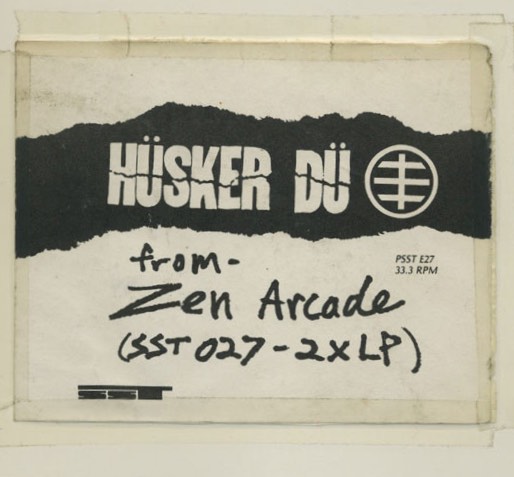 HÜSKER DÜ
PSST E27
33.3 RPM
from-
Zen Arcade
(SST 027 - 2XLP)
SST